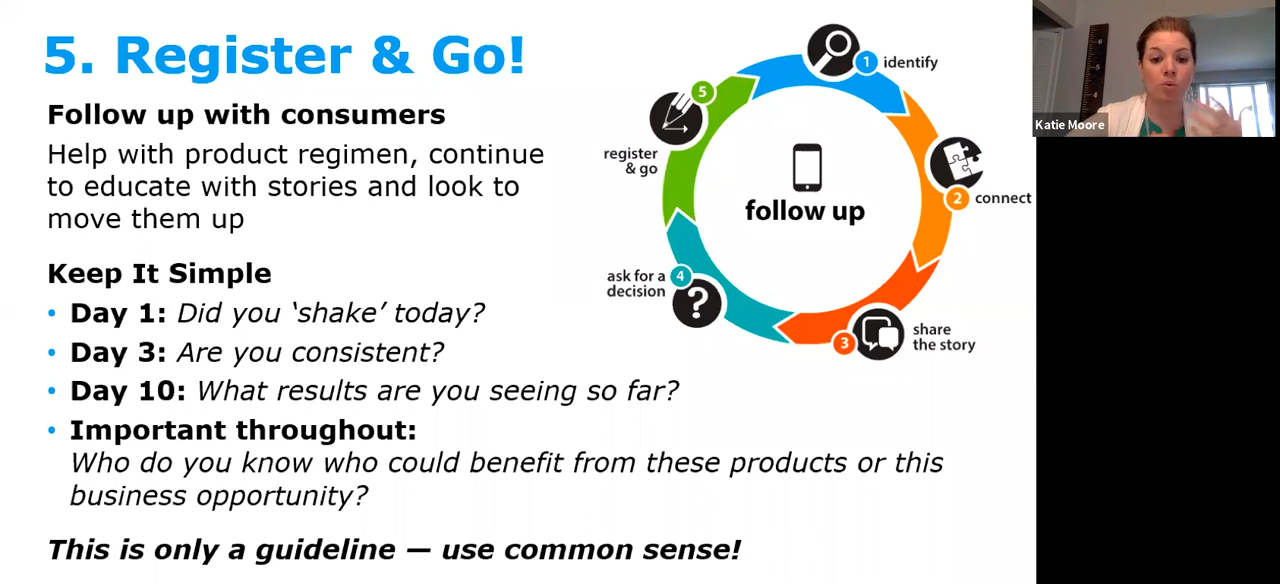 5. Register & Go!
Follow up with consumers
Help with product regimen, continue
to educate with stories and look to
move them up
Keep It Simple
• Day 1: Did you ‘shake’ today?
• Day 3: Are you consistent?
• Day 10: What results are you seeing so far?
• Important throughout:
Who do you know who could benefit from these products or this
business opportunity?
This is only a guideline — use common sense!
1 identify
2 connect
3 share
the story
4 ask for a
decision
5 register
& go
follow up
Katie Moore